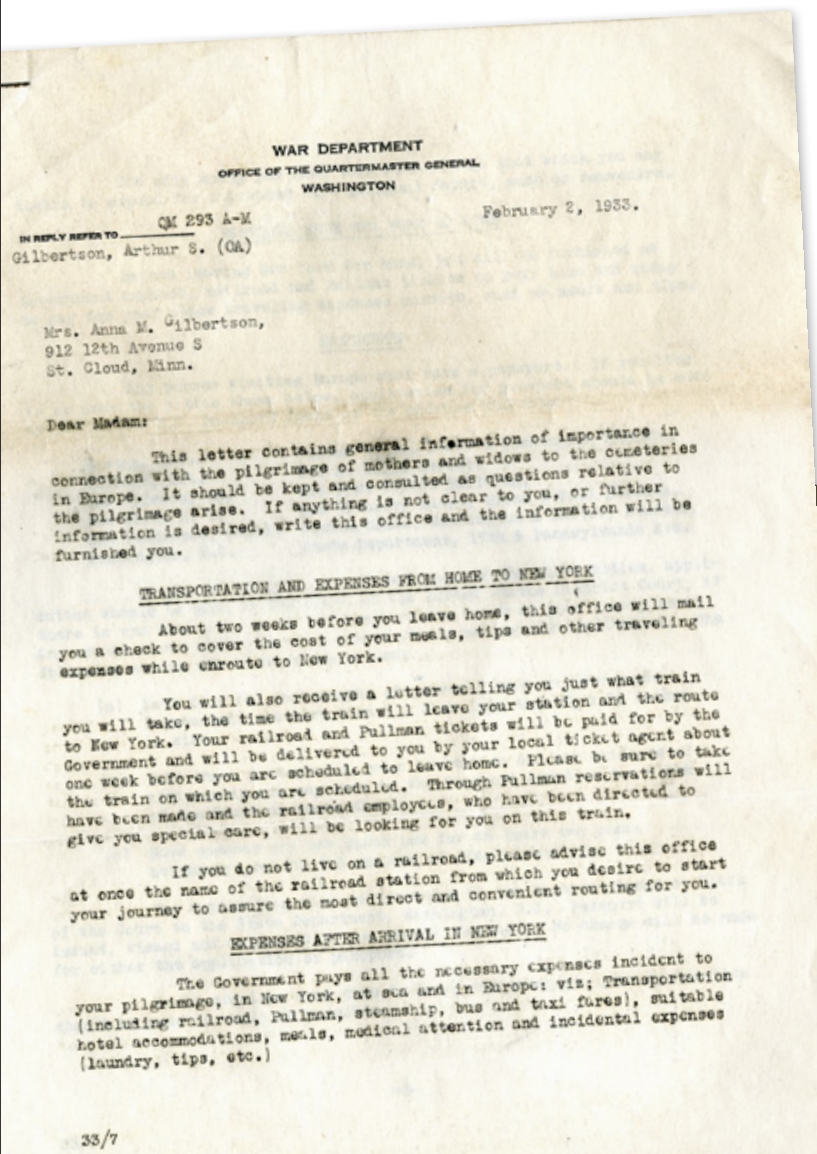 WAR DEPARTMENT
OFFICE OF THE QUARTERMASTER GENERAL
WASHINGTON
QM 293 A-M
IN REPLY REFER TO
Gilbertson, Arthur S. (OA)
February 2, 1933.
Mrs. Anna M. Gilbertson,
912 12th Avenue S
St. Cloud, Minn.
Dear Madam:
This letter contains general information of importance in
connection with the pilgrimage of mothers and widows to the cemeteries
in Europe. It should be kept and consulted as questions relative to
the pilgrimage arise. If anything is not clear to you, or further
information is desired, write this office and the information will be
furnished you.
TRANSPORTATION AND EXPENSES FROM HOME TO NEW YORK
About two weeks before you leave home, this office will mail
you a check to cover the cost of your meals, tips and other traveling
expenses while enroute to New York.
You will also receive a letter telling you just what train
you will take, the time the train will leave your station and the route
to New York. Your railroad and Pullman tickets will be paid for by the
Government and will be delivered to you by your local ticket agent about
one week before you are scheduled to leave home. Please be sure to take
the train on which you are scheduled. Through Pullman reservations will
have been made and the railroad employees, who have been directed to
give you special care, will be looking for you on this train.
If you do not live on a railroad, please advise this office
at once the name of the railroad station from which you desire to start
your journey to assure the most direct and convenient routing for you.
EXPENSES AFTER ARRIVAL IN NEW YORK
The Government pays all the necessary expenses incident to
your pilgrimage, in New York, at sea and in Europe: viz; Transportation
(including railroad, Pullman, steamship, bus and taxi fares), suitable
hotel accommodations, meals, medical attention and incidental expenses
(laundry, tips, etc.)
33/7